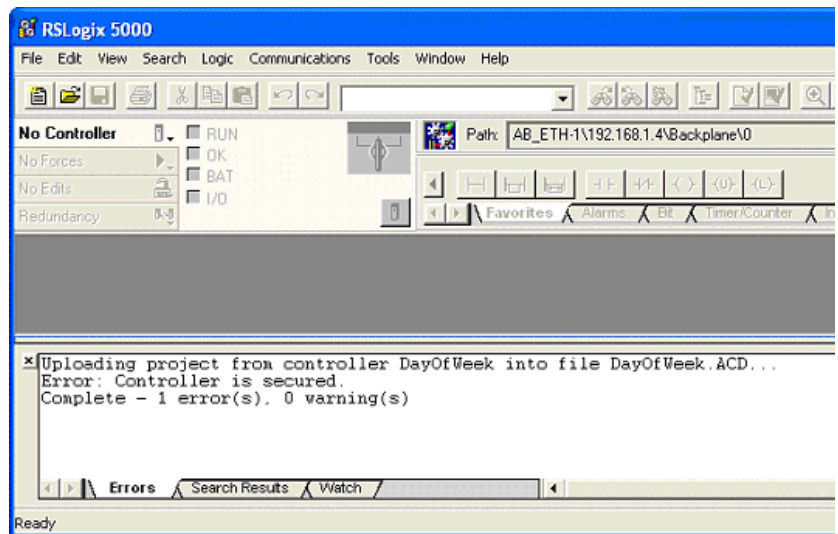 RSLogix 5000
File Edit View Search Logic Communications Tools Window Help
No Controller
RUN
Path: AB_ETH-1\192.168.1.4\Backplane\0
No Forces
OK
No Edits
BAT
Redundancy
I/O
(U) (L)
Favorites Alarms Bit Timer/Counter
Uploading project from controller DayOfWeek into file DayOfWeek.ACD...
Error: Controller is secured.
Complete - 1 error(s), 0 warning(s)
Errors Search Results Watch
Ready